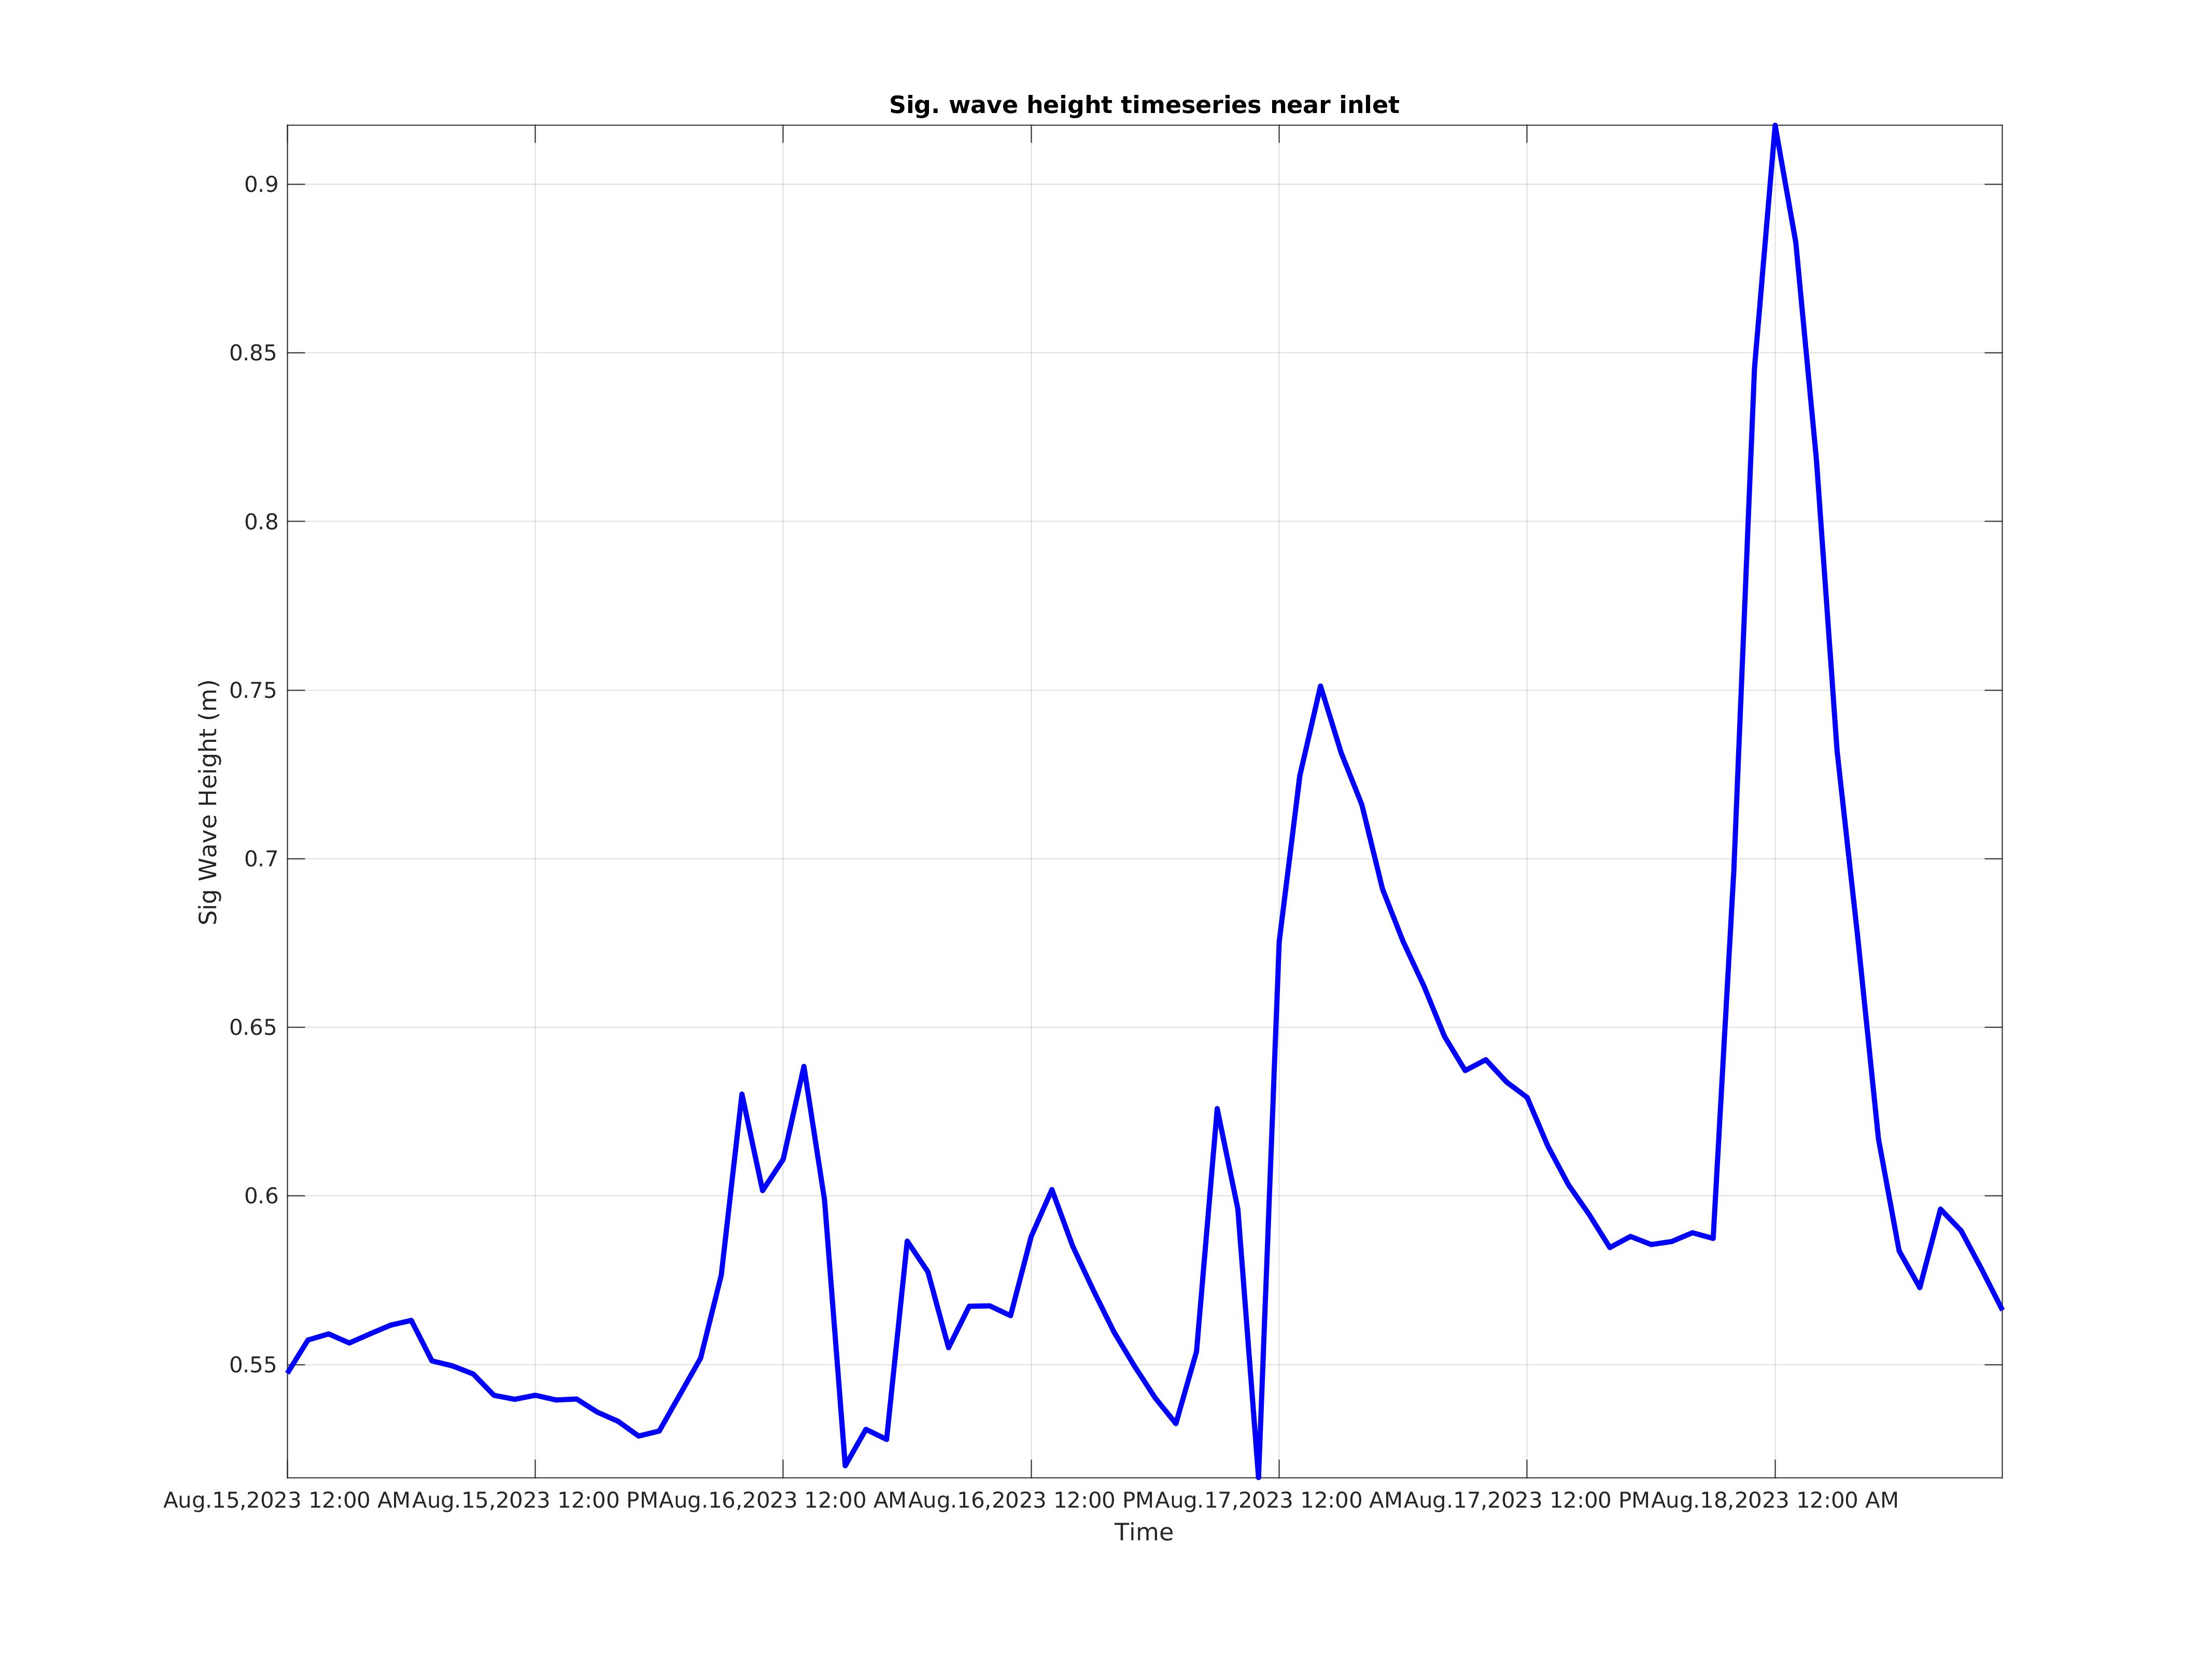 Sig. wave height timeseries near inlet
0.9
0.85
0.8
0.75
0.7
0.65
0.6
0.55
Sig Wave Height (m)
Aug.15,2023 12:00 AM Aug.15,2023 12:00 PM Aug.16,2023 12:00 AM Aug.16,2023 12:00 PM Aug.17,2023 12:00 AM Aug.17,2023 12:00 PM Aug.18,2023 12:00 AM
Time